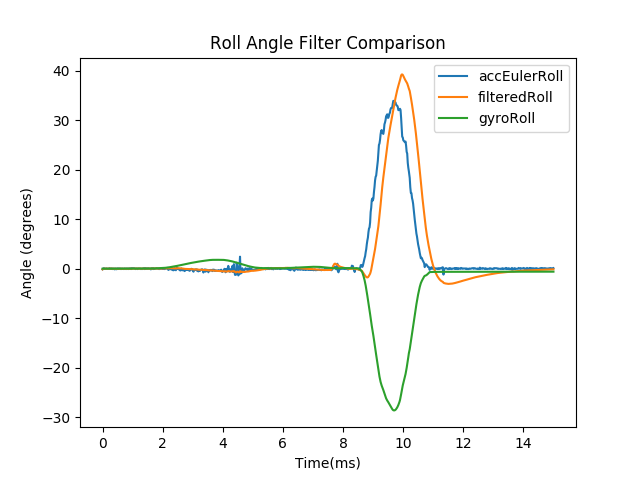 Roll Angle Filter Comparison
accEulerRoll
filteredRoll
gyroRoll
Angle (degrees)
40
30
20
10
0
−10
−20
−30
0 2 4 6 8 10 12 14
Time(ms)